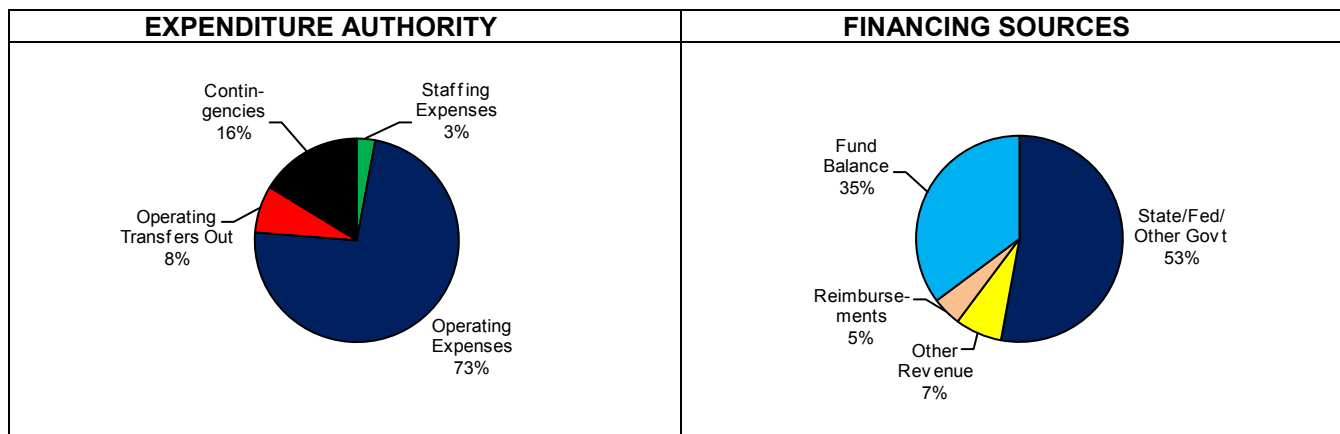 EXPENDITURE AUTHORITY
Contin-
gencies
16%
Staffing
Expenses
3%
Operating
Transfers Out
8%
Operating
Expenses
73%
FINANCING SOURCES
Fund
Balance
35%
State/Fed/
Other Govt
53%
Reimburse-
ments
5%
Other
Revenue
7%